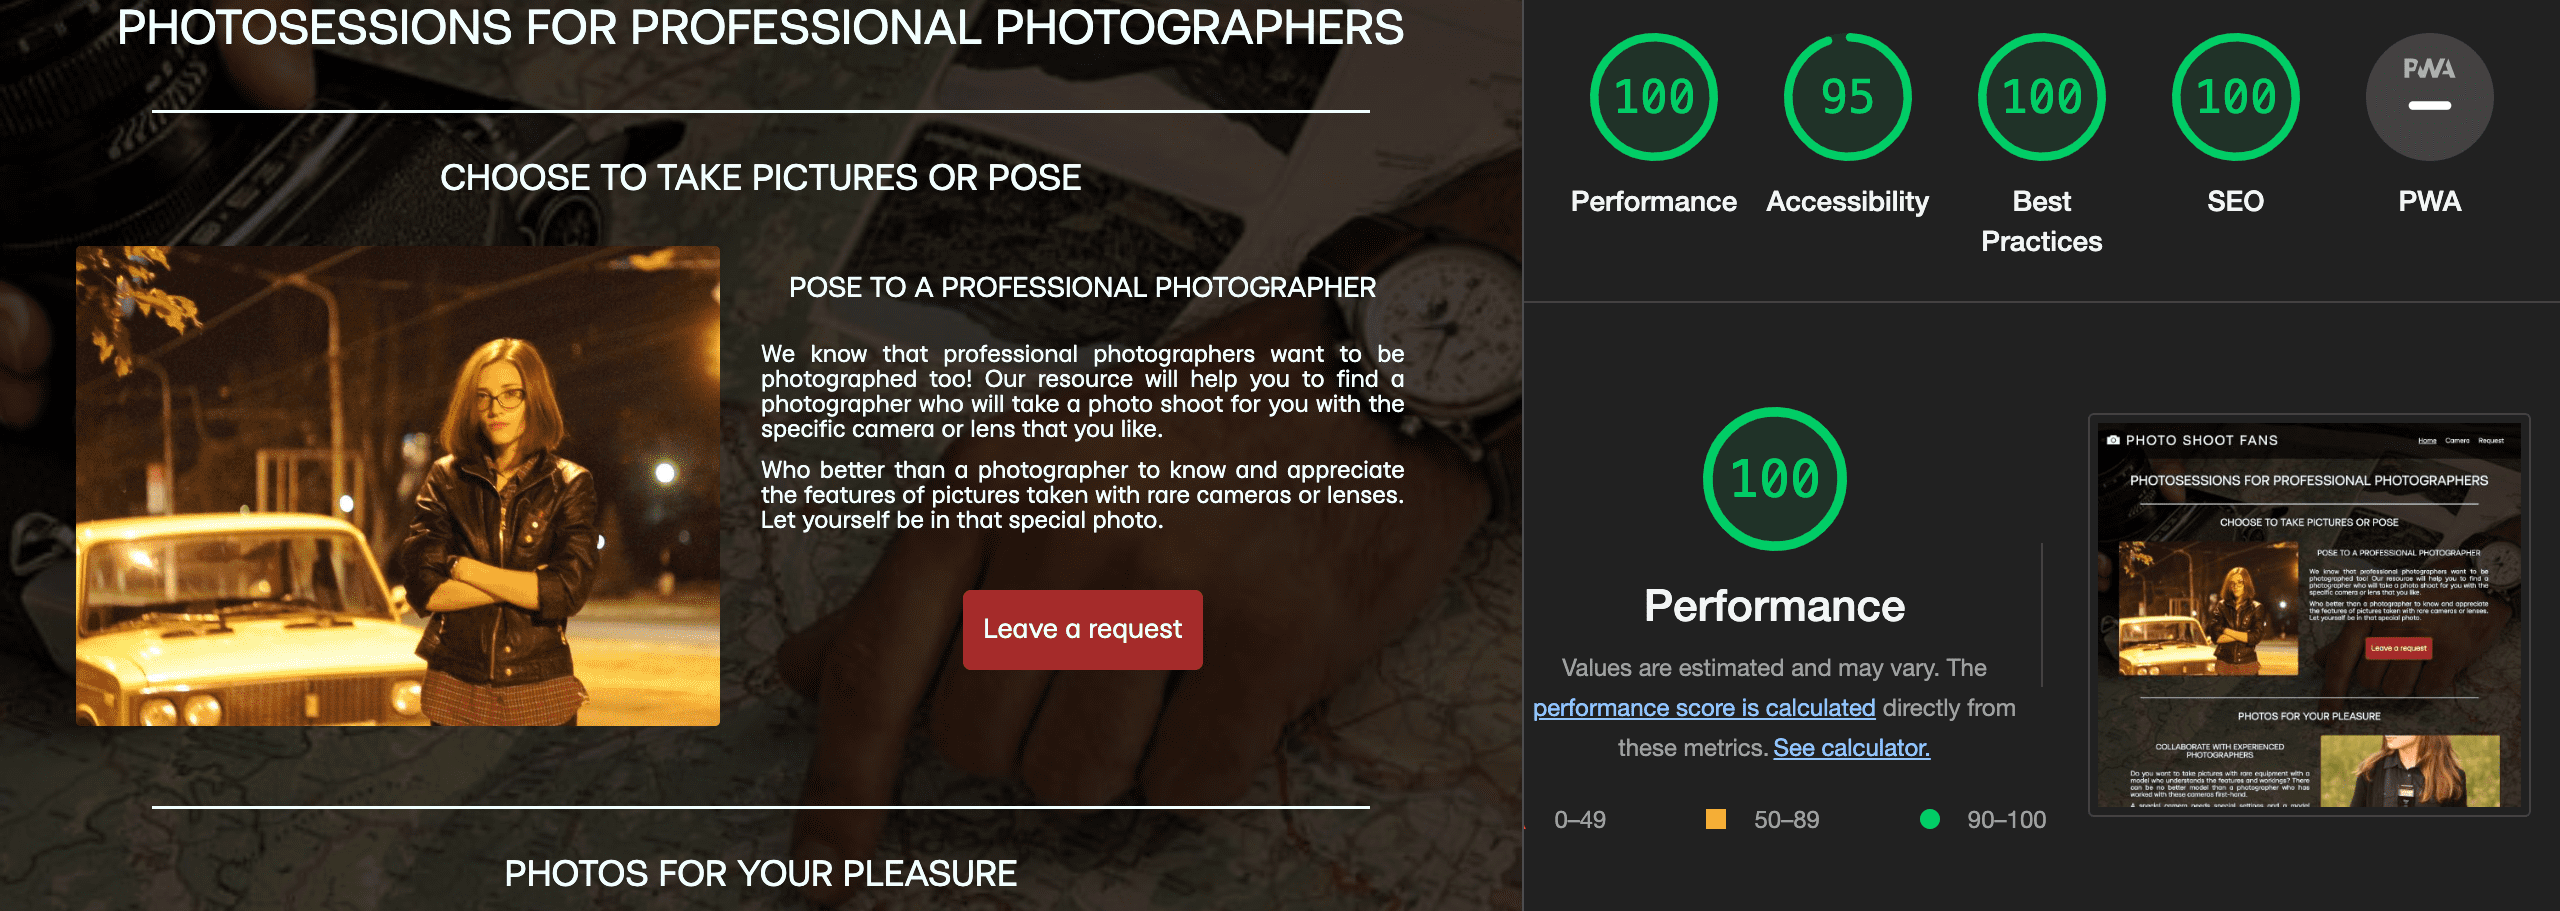 PHOTOSESSIONS FOR PROFESSIONAL PHOTOGRAPHERS
CHOOSE TO TAKE PICTURES OR POSE
POSE TO A PROFESSIONAL PHOTOGRAPHER
We know that professional photographers want to be
photographed too! Our resource will help you to find a
photographer who will take a photo shoot for you with the
specific camera or lens that you like.
Who better than a photographer to know and appreciate
the features of pictures taken with rare cameras or lenses.
Let yourself be in that special photo.
Leave a request
PHOTOS FOR YOUR PLEASURE
100
95
100
100
PWA
Performance
Accessibility
Best
Practices
SEO
PWA
100
Performance
Values are estimated and may vary. The
performance score is calculated directly from
these metrics. See calculator.
0–49
50–89
90–100
PHOTO SHOOT FANS
Home Camera Request
PHOTOSESSIONS FOR PROFESSIONAL PHOTOGRAPHERS
CHOOSE TO TAKE PICTURES OR POSE
POSE TO A PROFESSIONAL PHOTOGRAPHER
We know that professional photographers want to be
photographed too! Our resource will help you to find a
photographer who will take a photo shoot for you with the
specific camera or lens that you like.
Who better than a photographer to know and appreciate
the features of pictures taken with rare cameras or lenses.
Let yourself be in that special photo.
Leave a request
PHOTOS FOR YOUR PLEASURE
COLLABORATE WITH EXPERIENCED
PHOTOGRAPHERS
Do you want to take pictures with rare equipment with a
model who understands the features and workings? There
can be no better model than a photographer who has
worked with these cameras first-hand.
A special camera needs special settings and a model